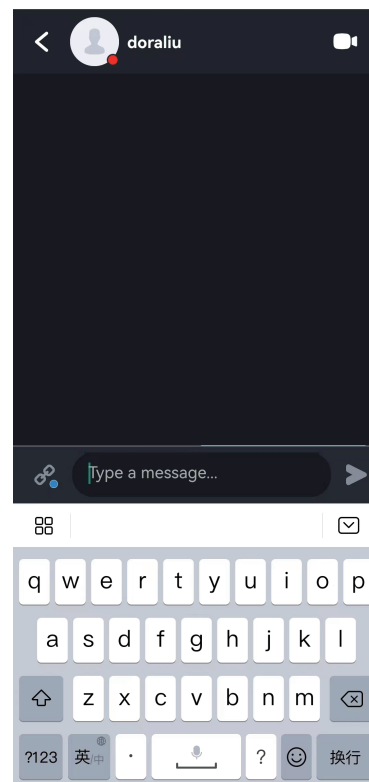 doraliu
Type a message...
q w e r t y u i o p
a s d f g h j k l
z x c v b n m
?123 英/中 . ? 换行